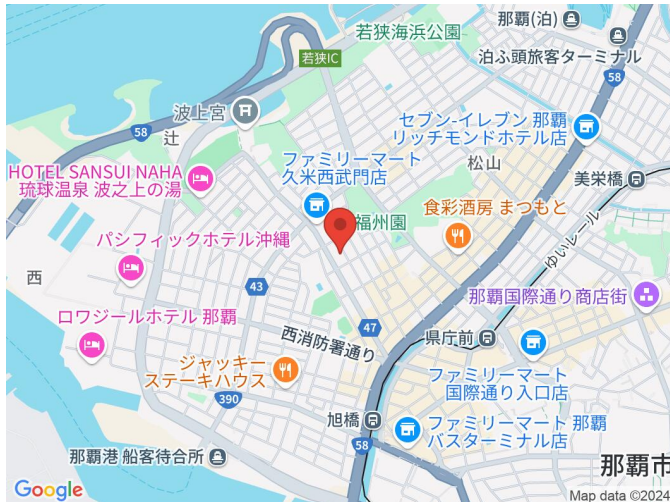 若狭海浜公園
那覇(泊)
泊ふ頭旅客ターミナル
若狭IC
58
58
波上宮
辻
セブン-イレブン 那覇
リッチモンドホテル店
松山
美栄橋
HOTEL SANSUI NAHA
琉球温泉 波之上の湯
ファミリーマート
久米西武門店
福州園
食彩酒房 まつもと
ゆいレール
パシフィックホテル沖縄
西
43
那覇国際通り商店街
ロワジールホテル 那覇
47
県庁前
西消防署通り
ジャッキー
ステーキハウス
ファミリーマート
国際通り入口店
390
旭橋
ファミリーマート 那覇
バスターミナル店
58
那覇港 船客待合所
那覇市
Google
Map data ©2024